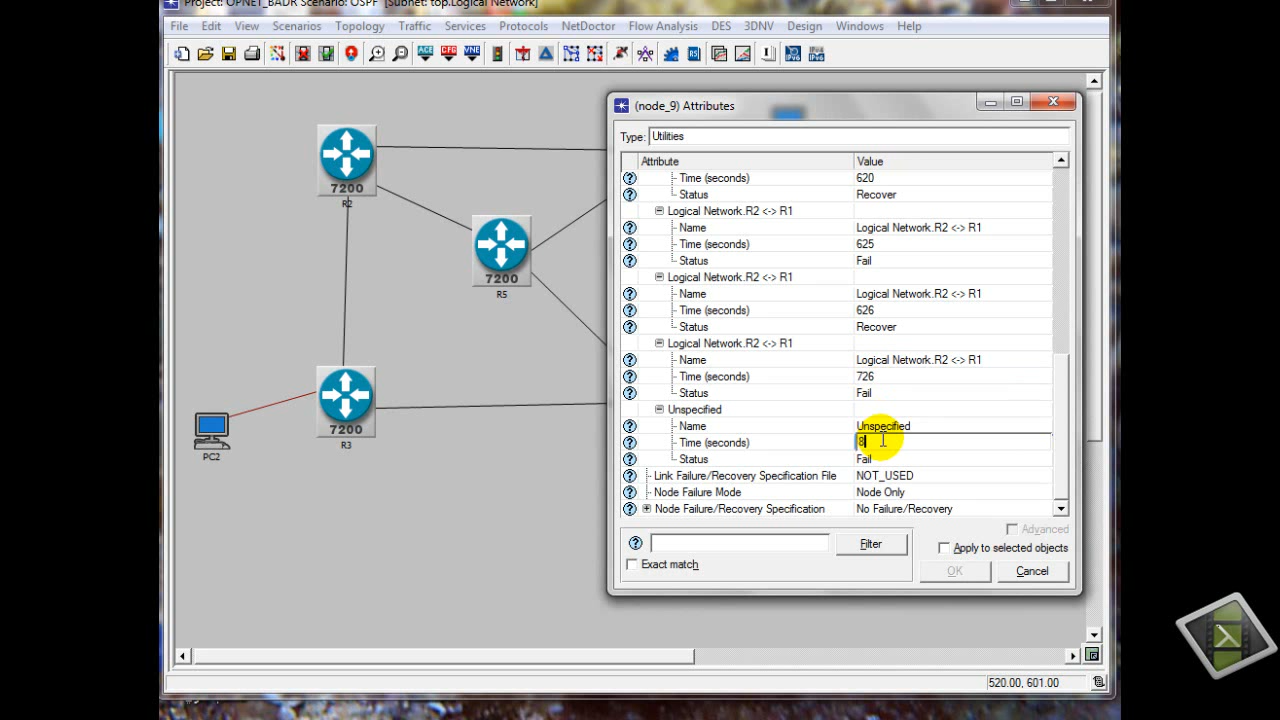 Project: OPNET_BADR Scenario: OSPF [Subnet: top.Logical Network]
File Edit View Scenarios Topology Traffic Services Protocols NetDoctor Flow Analysis DES 3DNV Design Windows Help
ACE CFG VNE RS IPv6 IPv6
(node_9) Attributes
Type: Utilities
Attribute Value
Time (seconds) 620
Status Recover
Logical Network.R2 <-> R1
Name Logical Network.R2 <-> R1
Time (seconds) 625
Status Fail
Logical Network.R2 <-> R1
Name Logical Network.R2 <-> R1
Time (seconds) 626
Status Recover
Logical Network.R2 <-> R1
Name Logical Network.R2 <-> R1
Time (seconds) 726
Status Fail
Unspecified
Name Unspecified
Time (seconds) 8
Status Fail
Link Failure/Recovery Specification File NOT_USED
Node Failure Mode Node Only
Node Failure/Recovery Specification No Failure/Recovery
Advanced
Filter
Apply to selected objects
Exact match
OK Cancel
7200
R2
7200
R5
7200
R3
PC2
520.00, 601.00